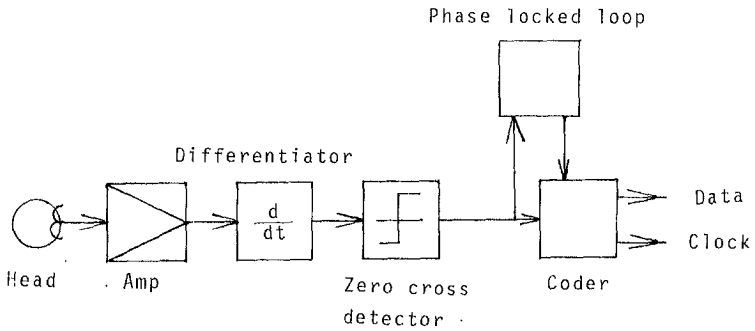 Phase locked loop
Differentiator
d
dt
Data
Clock
Head
Amp
Zero cross
detector
Coder